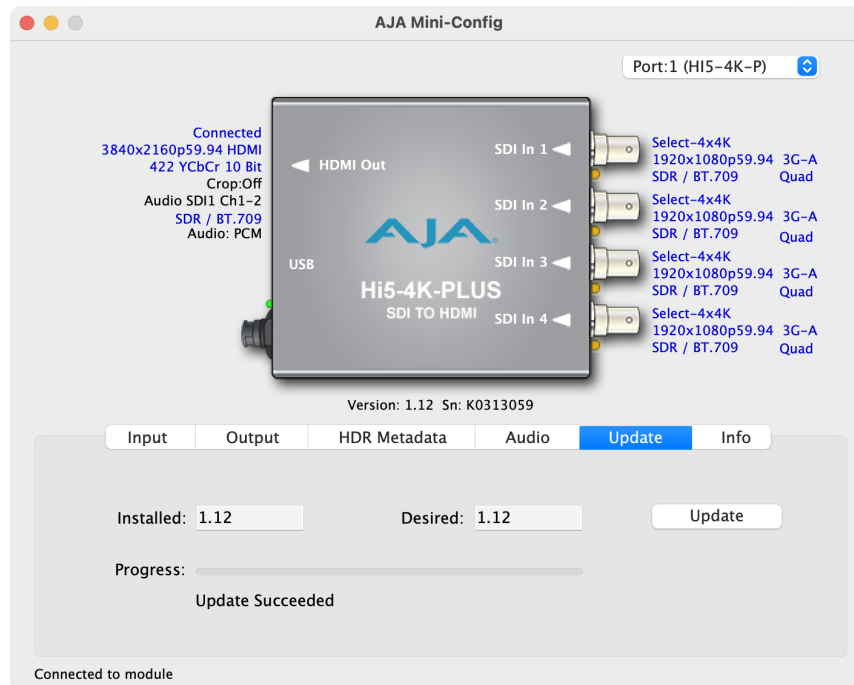 AJA Mini-Config
Port:1 (HI5-4K-P)
Connected
3840x2160p59.94 HDMI
422 YCbCr 10 Bit
Crop:Off
Audio SDI1 Ch1-2
SDR / BT.709
Audio: PCM
HDMI Out
USB
SDI In 1
SDI In 2
SDI In 3
SDI In 4
AJA
Hi5-4K-PLUS
SDI TO HDMI
Select-4x4K
1920x1080p59.94 3G-A
SDR / BT.709 Quad
Select-4x4K
1920x1080p59.94 3G-A
SDR / BT.709 Quad
Select-4x4K
1920x1080p59.94 3G-A
SDR / BT.709 Quad
Select-4x4K
1920x1080p59.94 3G-A
SDR / BT.709 Quad
Version: 1.12 Sn: K0313059
Input Output HDR Metadata Audio Update Info
Installed: 1.12 Desired: 1.12 Update
Progress:
Update Succeeded
Connected to module